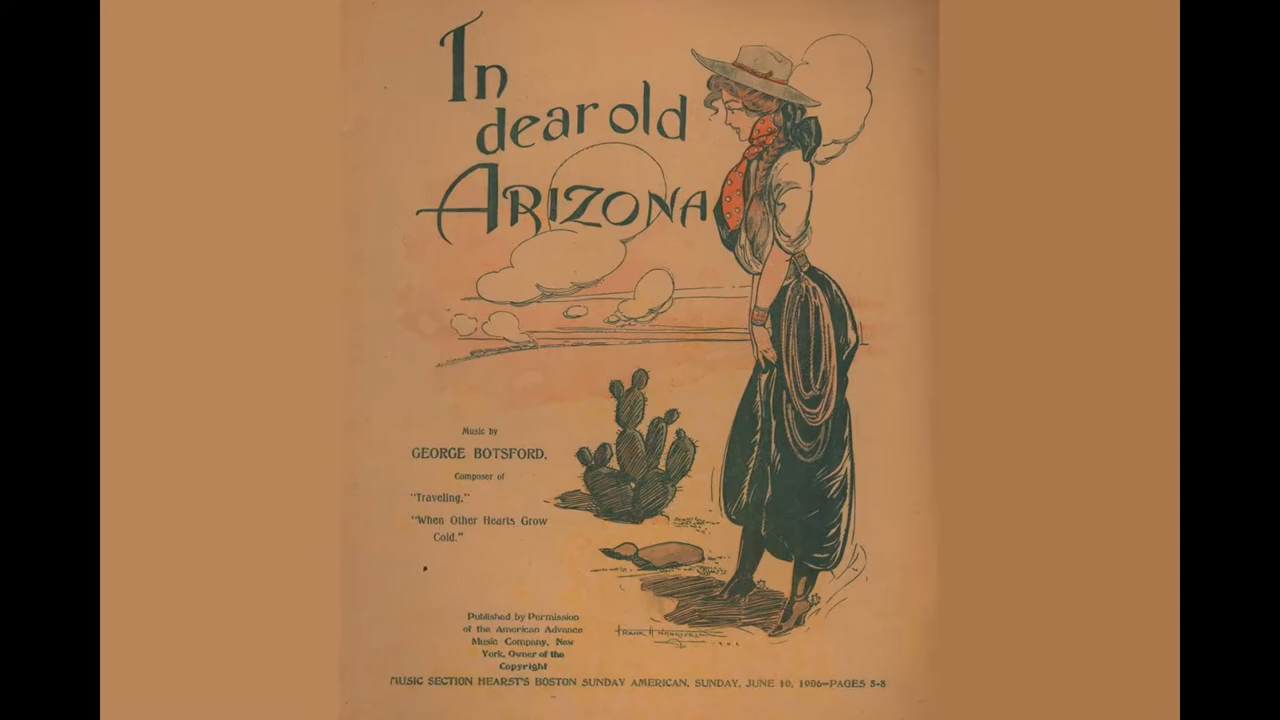 In
dear old
ARIZONA
Music by
GEORGE BOTSFORD.
Composer of
"Traveling,"
"When Other Hearts Grow
Cold."
Published by Permission
of the American Advance
Music Company, New
York, Owner of the
Copyright
MUSIC SECTION HEARST'S BOSTON SUNDAY AMERICAN, SUNDAY, JUNE 10, 1906—PAGES 5-8